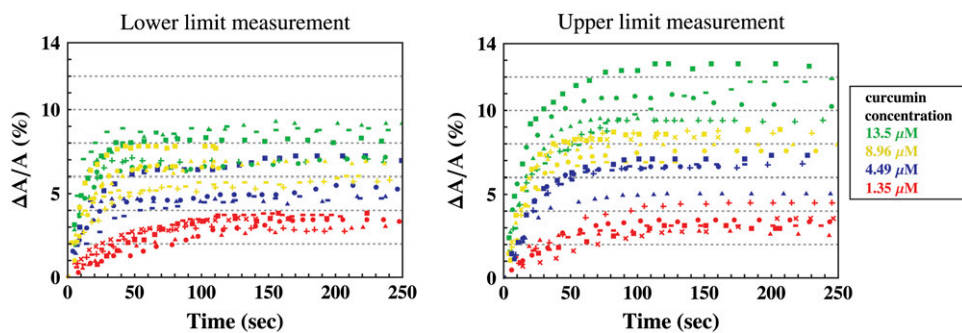 Lower limit measurement
14
10
5
0
ΔA/A (%)
0 50 100 150 200 250
Time (sec)
Upper limit measurement
14
10
5
0
ΔA/A (%)
0 50 100 150 200 250
Time (sec)
curcumin
concentration
13.5 μM
8.96 μM
4.49 μM
1.35 μM